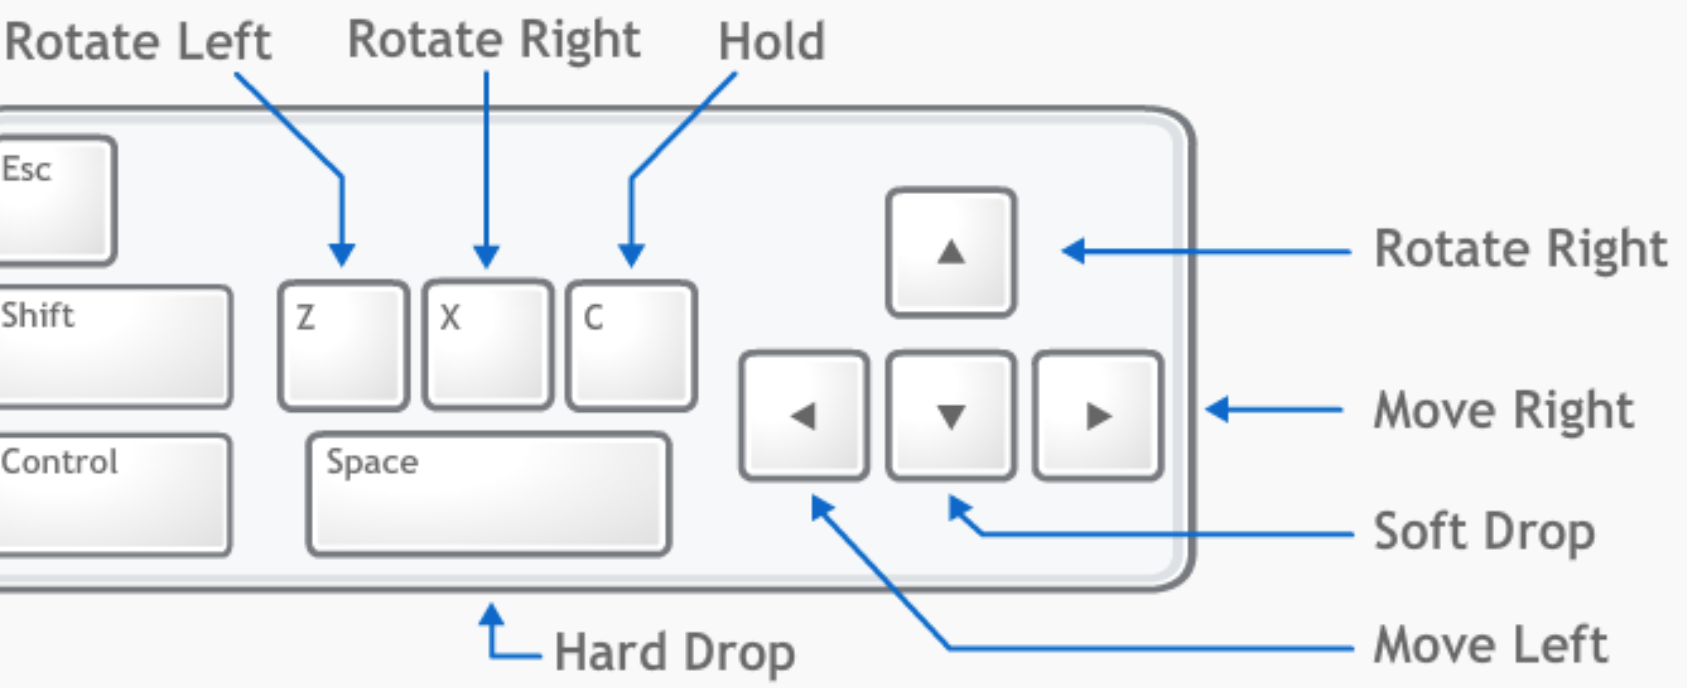 Rotate Left
Rotate Right
Hold
Esc
Rotate Right
Shift
Z
X
C
Move Right
Control
Space
Soft Drop
Hard Drop
Move Left